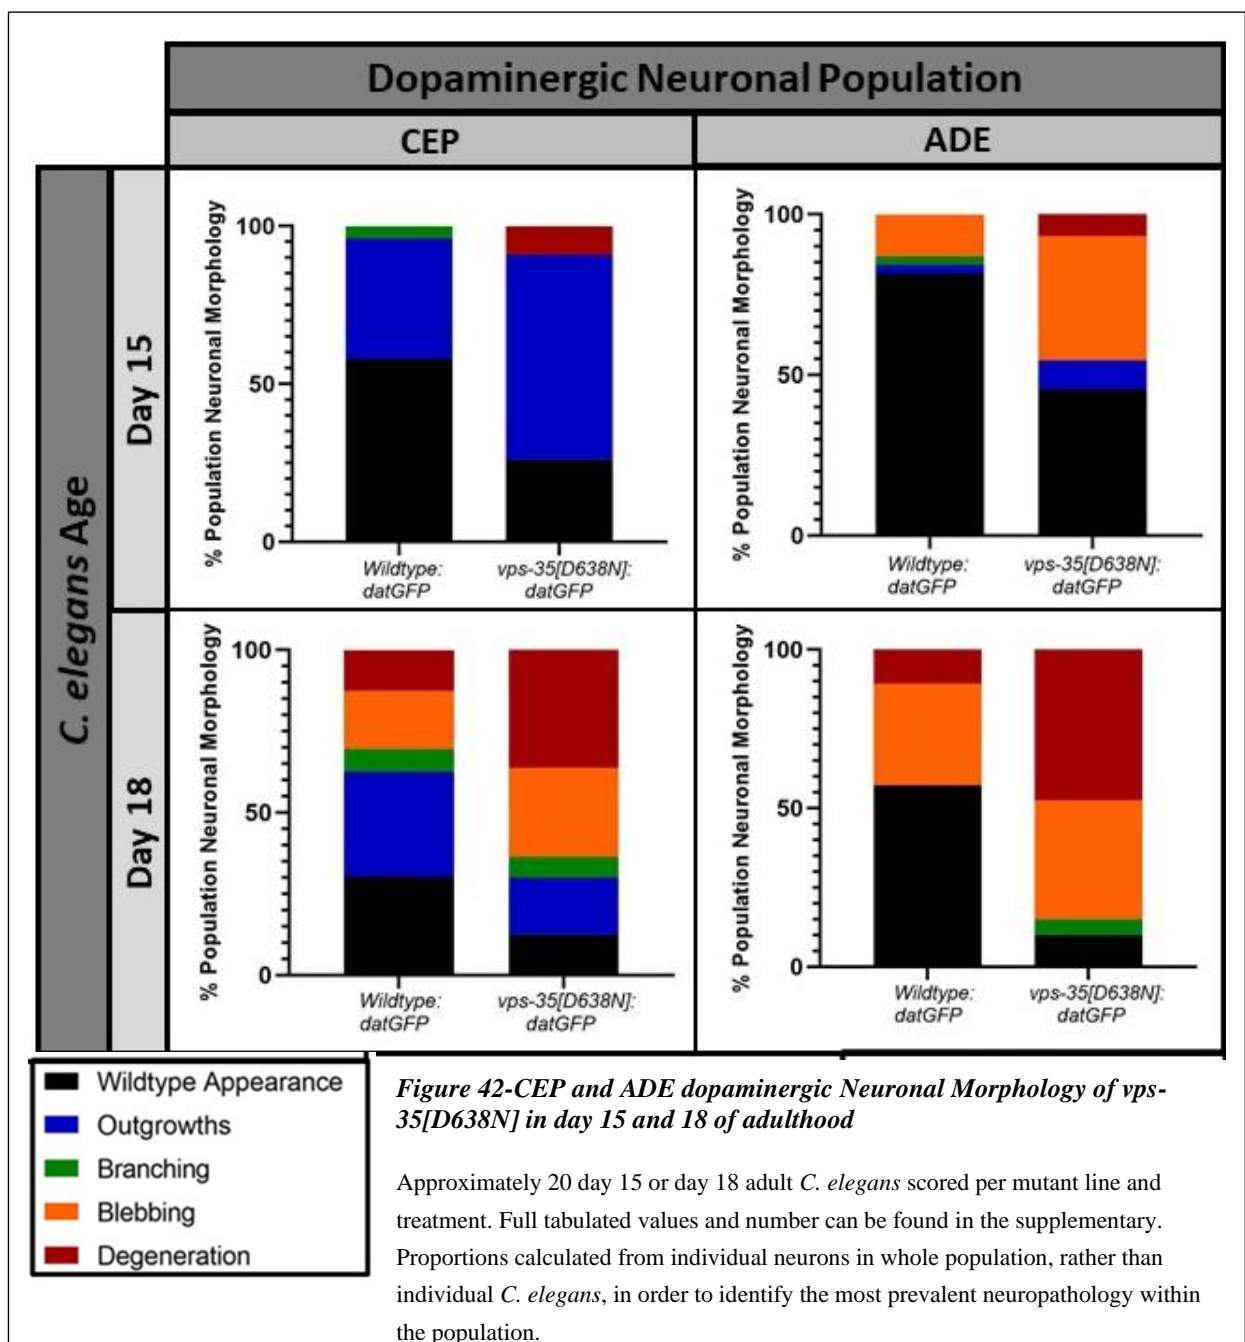 Dopaminergic Neuronal Population
CEP
ADE
C. elegans Age
Day 15
% Population Neuronal Morphology
100
50
0
Wildtype:
datGFP
vps-35[D638N]:
datGFP
% Population Neuronal Morphology
100
50
0
Wildtype:
datGFP
vps-35[D638N]:
datGFP
Day 18
% Population Neuronal Morphology
100
50
0
Wildtype:
datGFP
vps-35[D638N]:
datGFP
% Population Neuronal Morphology
100
50
0
Wildtype:
datGFP
vps-35[D638N]:
datGFP
Wildtype Appearance
Outgrowths
Branching
Blebbing
Degeneration
Figure 42-CEP and ADE dopaminergic Neuronal Morphology of vps-
35[D638N] in day 15 and 18 of adulthood
Approximately 20 day 15 or day 18 adult C. elegans scored per mutant line and
treatment. Full tabulated values and number can be found in the supplementary.
Proportions calculated from individual neurons in whole population, rather than
individual C. elegans, in order to identify the most prevalent neuropathology within
the population.